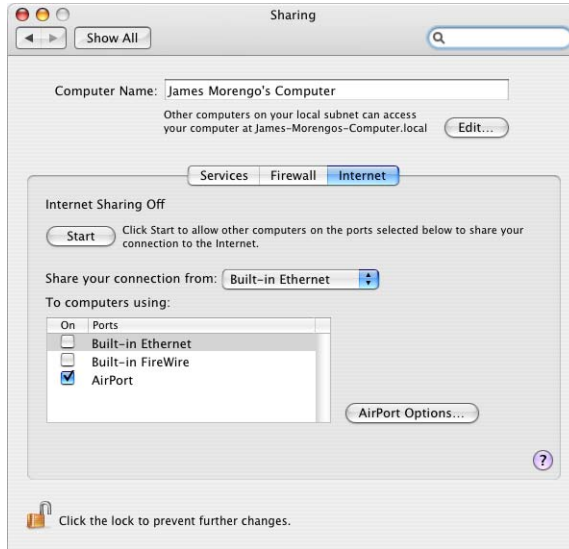 Sharing
Show All
Computer Name: James Morengo's Computer
Other computers on your local subnet can access
your computer at James-Morengos-Computer.local
Edit...
Services Firewall Internet
Internet Sharing Off
Start
Click Start to allow other computers on the ports selected below to share your
connection to the Internet.
Share your connection from: Built-in Ethernet
To computers using:
On Ports
Built-in Ethernet
Built-in FireWire
AirPort
AirPort Options...
?
Click the lock to prevent further changes.